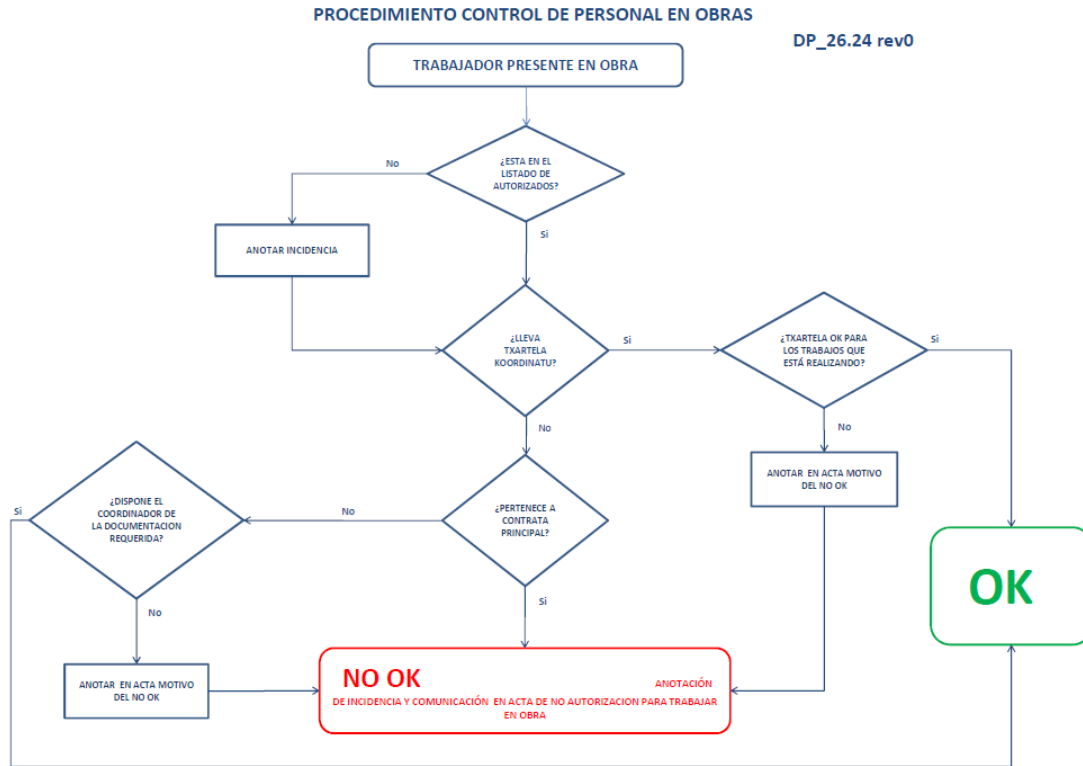 PROCEDIMIENTO CONTROL DE PERSONAL EN OBRAS
DP_26.24 rev0
TRABAJADOR PRESENTE EN OBRA
No
¿ESTA EN EL
LISTADO DE
AUTORIZADOS?
Si
ANOTAR INCIDENCIA
¿LLEVA
TXARTELA
KOORDINATU?
Si
¿TXARTELA OK PARA
LOS TRABAJOS QUE
ESTÁ REALIZANDO?
Si
No
No
ANOTAR EN ACTA MOTIVO
DEL NO OK
Si
¿DISPONE EL
COORDINADOR DE
LA DOCUMENTACION
REQUERIDA?
No
¿PERTENECE A
CONTRATA
PRINCIPAL?
OK
No
Si
ANOTAR EN ACTA MOTIVO
DEL NO OK
NO OK ANOTACIÓN
DE INCIDENCIA Y COMUNICACIÓN EN ACTA DE NO AUTORIZACION PARA TRABAJAR
EN OBRA